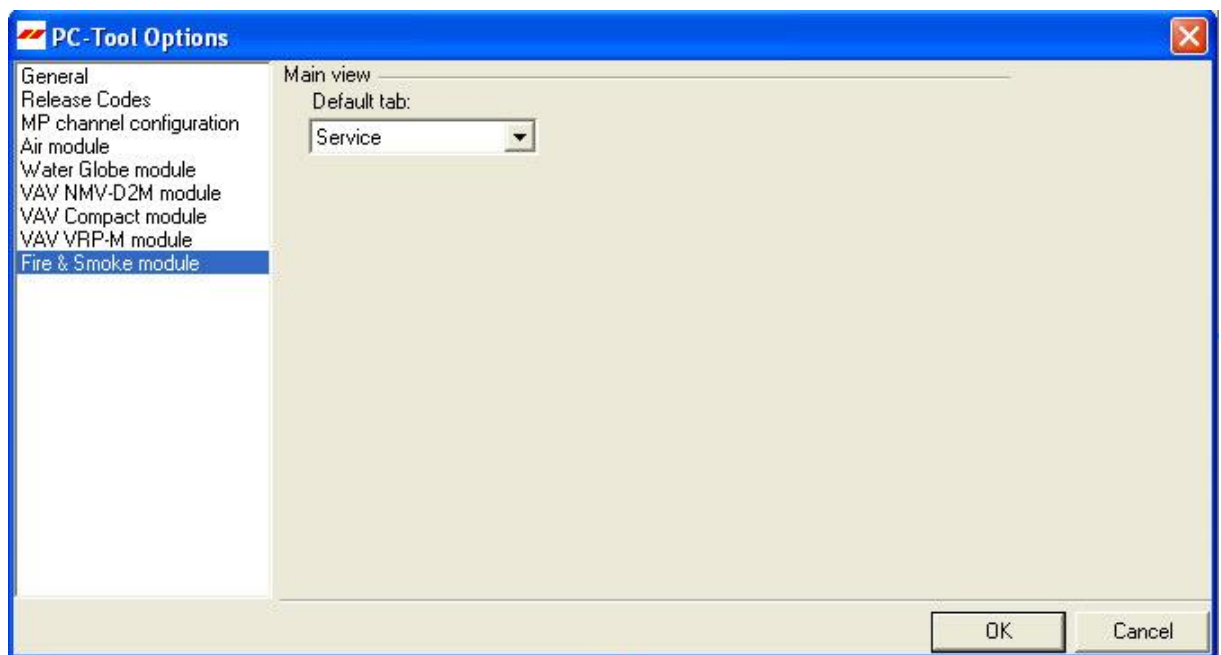 PC-Tool Options
General
Release Codes
MP channel configuration
Air module
Water Globe module
VAV NMV-D2M module
VAV Compact module
VAV VRP-M module
Fire & Smoke module
Main view
Default tab:
Service
OK
Cancel